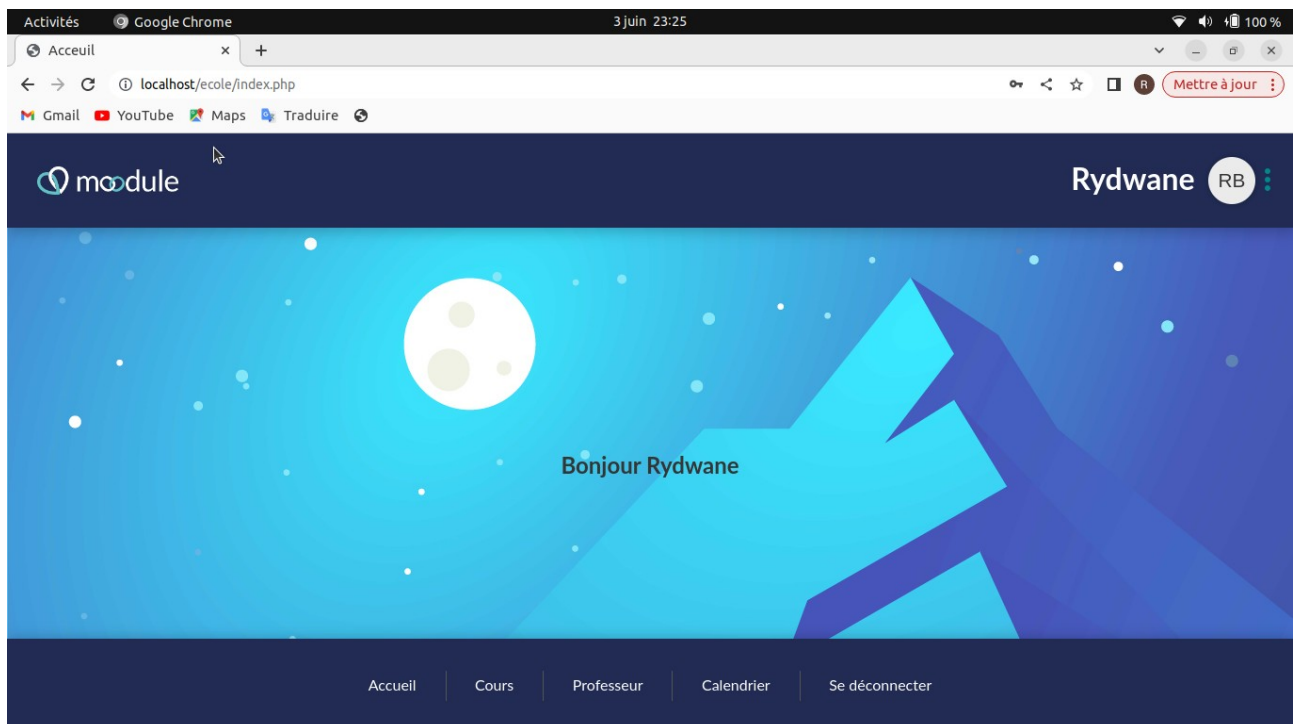 Activités Google Chrome 3 juin 23:25 100 %
Acceuil
localhost/ecole/index.php R Mettre à jour
Gmail YouTube Maps Traduire
moodule Rydwane RB
Bonjour Rydwane
Accueil Cours Professeur Calendrier Se déconnecter